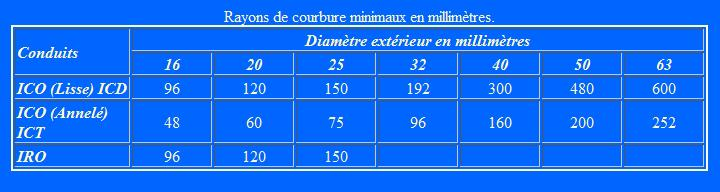 Rayons de courbure minimaux en millimètres.
Conduits Diamètre extérieur en millimètres
16 20 25 32 40 50 63
ICO (Lisse) ICD 96 120 150 192 300 480 600
ICO (Annelé)
ICT 48 60 75 96 160 200 252
IRO 96 120 150